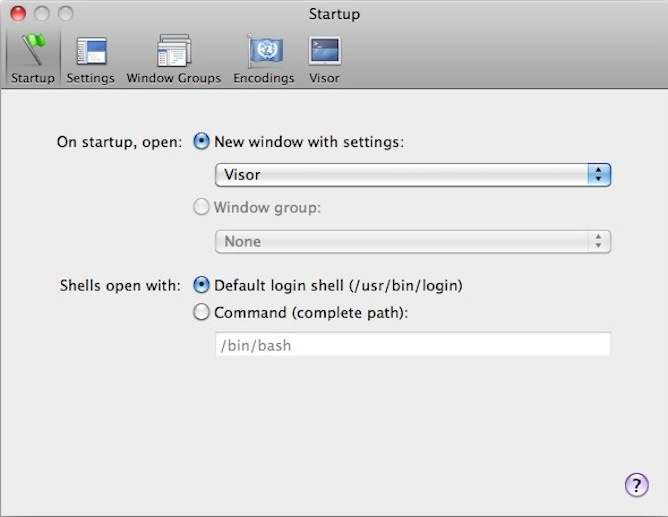 Startup
Startup Settings Window Groups Encodings Visor
On startup, open: New window with settings:
Visor
Window group:
None
Shells open with: Default login shell (/usr/bin/login)
Command (complete path):
/bin/bash
?